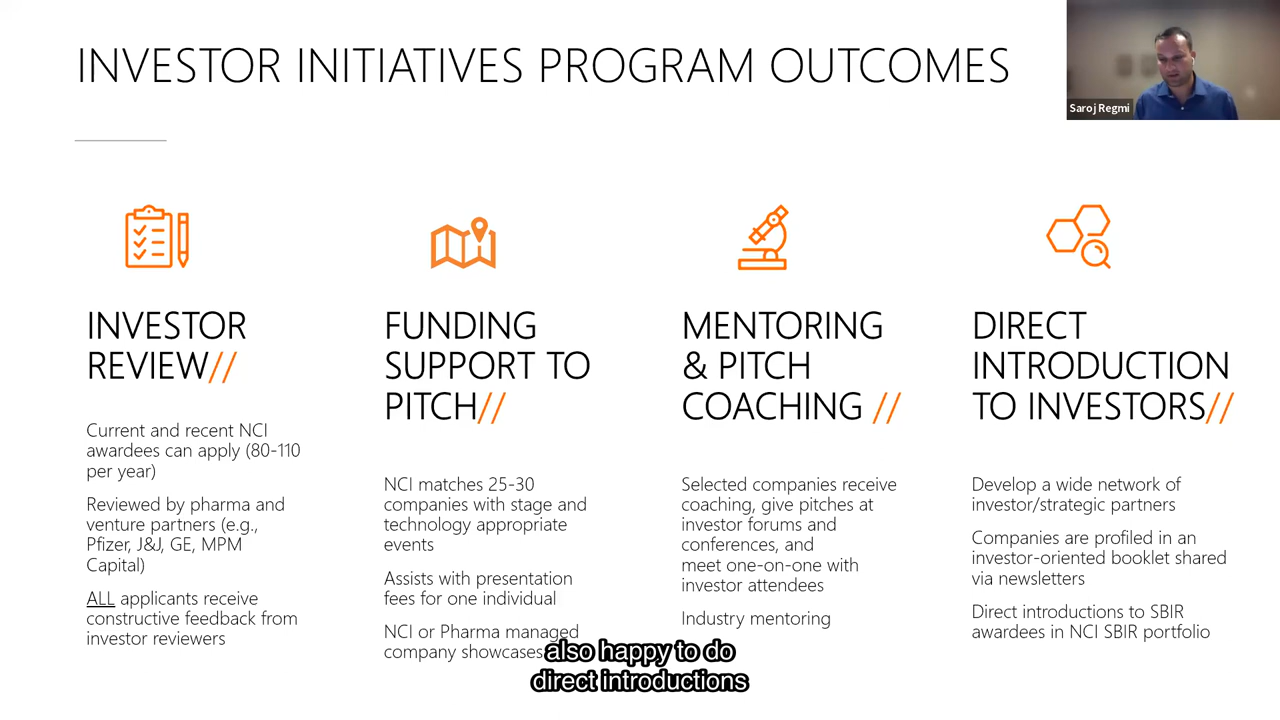 INVESTOR INITIATIVES PROGRAM OUTCOMES
Saroj Regmi
INVESTOR
REVIEW//
Current and recent NCI
awardees can apply (80-110
per year)
Reviewed by pharma and
venture partners (e.g.,
Pfizer, J&J, GE, MPM
Capital)
ALL applicants receive
constructive feedback from
investor reviewers
FUNDING
SUPPORT TO
PITCH//
NCI matches 25-30
companies with stage and
technology appropriate
events
Assists with presentation
fees for one individual
NCI or Pharma managed
company showcases
MENTORING
& PITCH
COACHING //
Selected companies receive
coaching, give pitches at
investor forums and
conferences, and
meet one-on-one with
investor attendees
Industry mentoring
DIRECT
INTRODUCTION
TO INVESTORS//
Develop a wide network of
investor/strategic partners
Companies are profiled in an
investor-oriented booklet shared
via newsletters
Direct introductions to SBIR
awardees in NCI SBIR portfolio
also happy to do
direct introductions